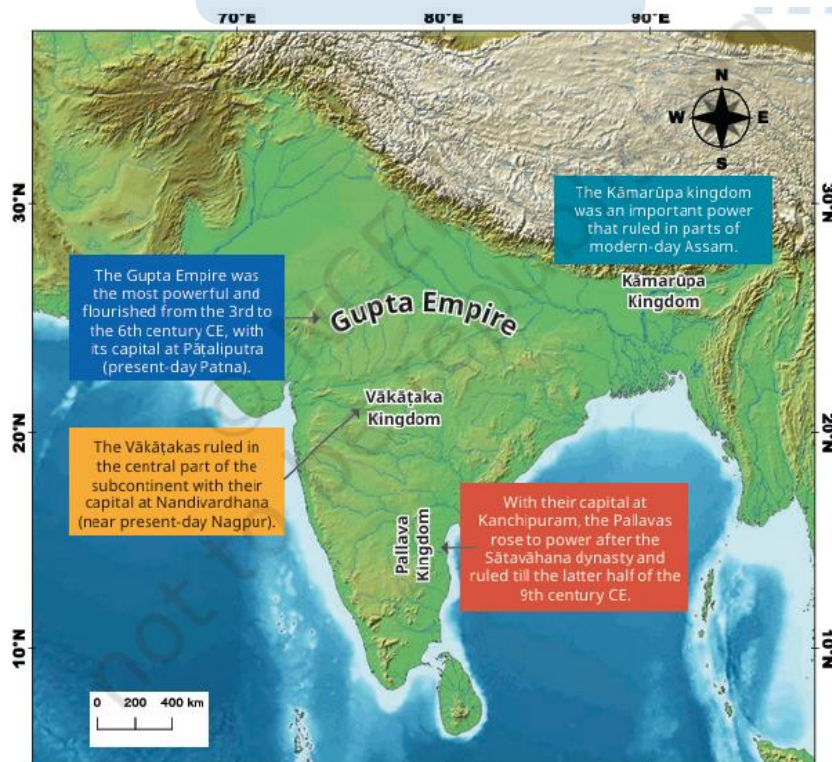 70°E 80°E 90°E
N
W E
S
30°N
30°N
The Kāmarūpa kingdom
was an important power
that ruled in parts of
modern-day Assam.
Kāmarūpa
Kingdom
The Gupta Empire was
the most powerful and
flourished from the 3rd to
the 6th century CE, with
its capital at Pāṭaliputra
(present-day Patna).
Gupta Empire
Vākāṭaka
Kingdom
20°N
20°N
The Vākāṭakas ruled in
the central part of the
subcontinent with their
capital at Nandivardhana
(near present-day Nagpur).
Pallava
Kingdom
With their capital at
Kanchipuram, the Pallavas
rose to power after the
Sātavāhana dynasty and
ruled till the latter half of the
9th century CE.
10°N
10°N
0 200 400 km
not to be